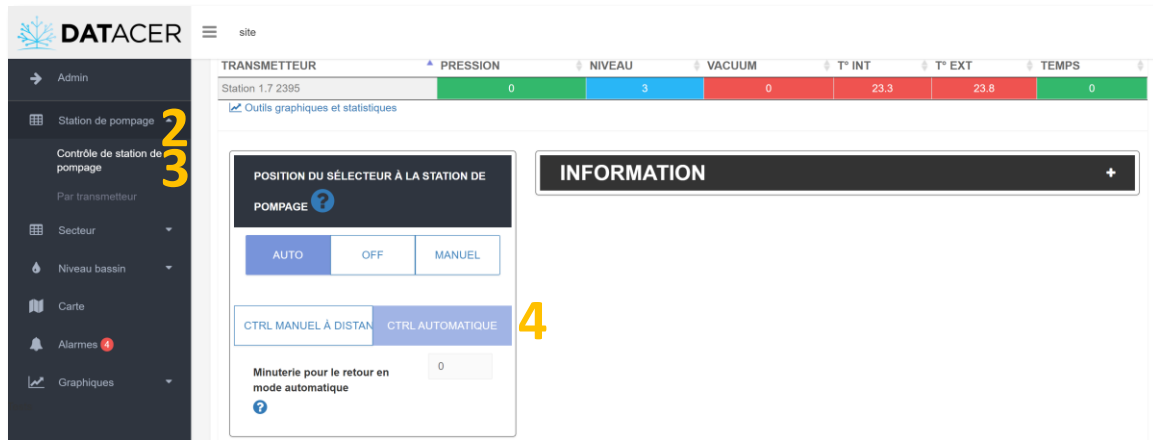 DATACER
site
TRANSMETTEUR PRESSION NIVEAU VACUUM T° INT T° EXT TEMPS
Station 1.7 2395 0 3 0 23.3 23.8 0
Outils graphiques et statistiques
Admin
Station de pompage 2
Contrôle de station de
pompage 3
Par transmetteur
Secteur
Niveau bassin
Carte
Alarmes 4
Graphiques
POSITION DU SÉLECTEUR À LA STATION DE
POMPAGE ?
AUTO OFF MANUEL
CTRL MANUEL À DISTAN CTRL AUTOMATIQUE 4
Minuterie pour le retour en
mode automatique 0
?
INFORMATION +